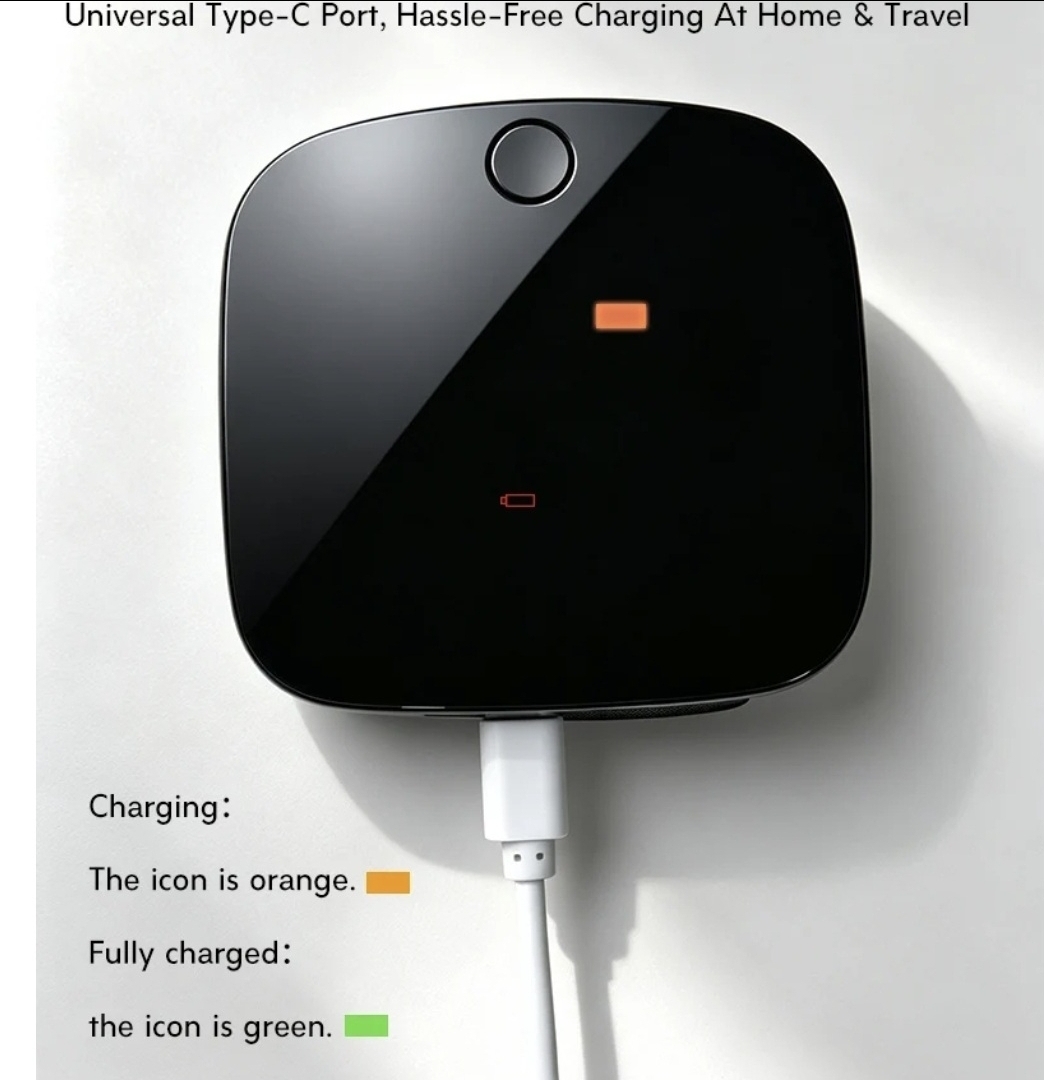 Universal Type-C Port, Hassle-Free Charging At Home & Travel
Charging:
The icon is orange.
Fully charged:
the icon is green.